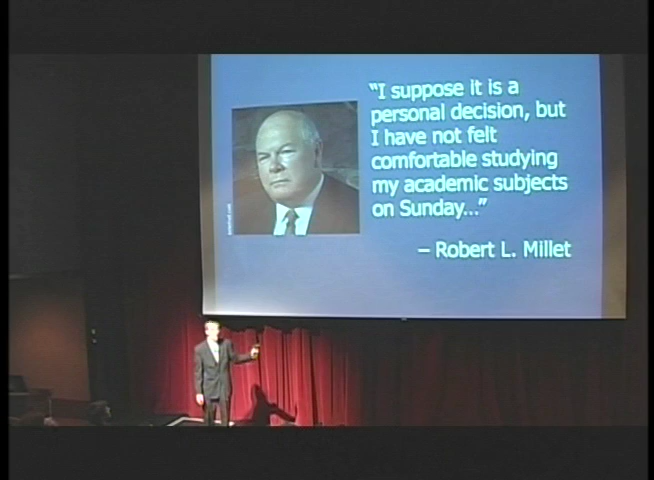 “I suppose it is a
personal decision, but
I have not felt
comfortable studying
my academic subjects
on Sunday...”
– Robert L. Millet